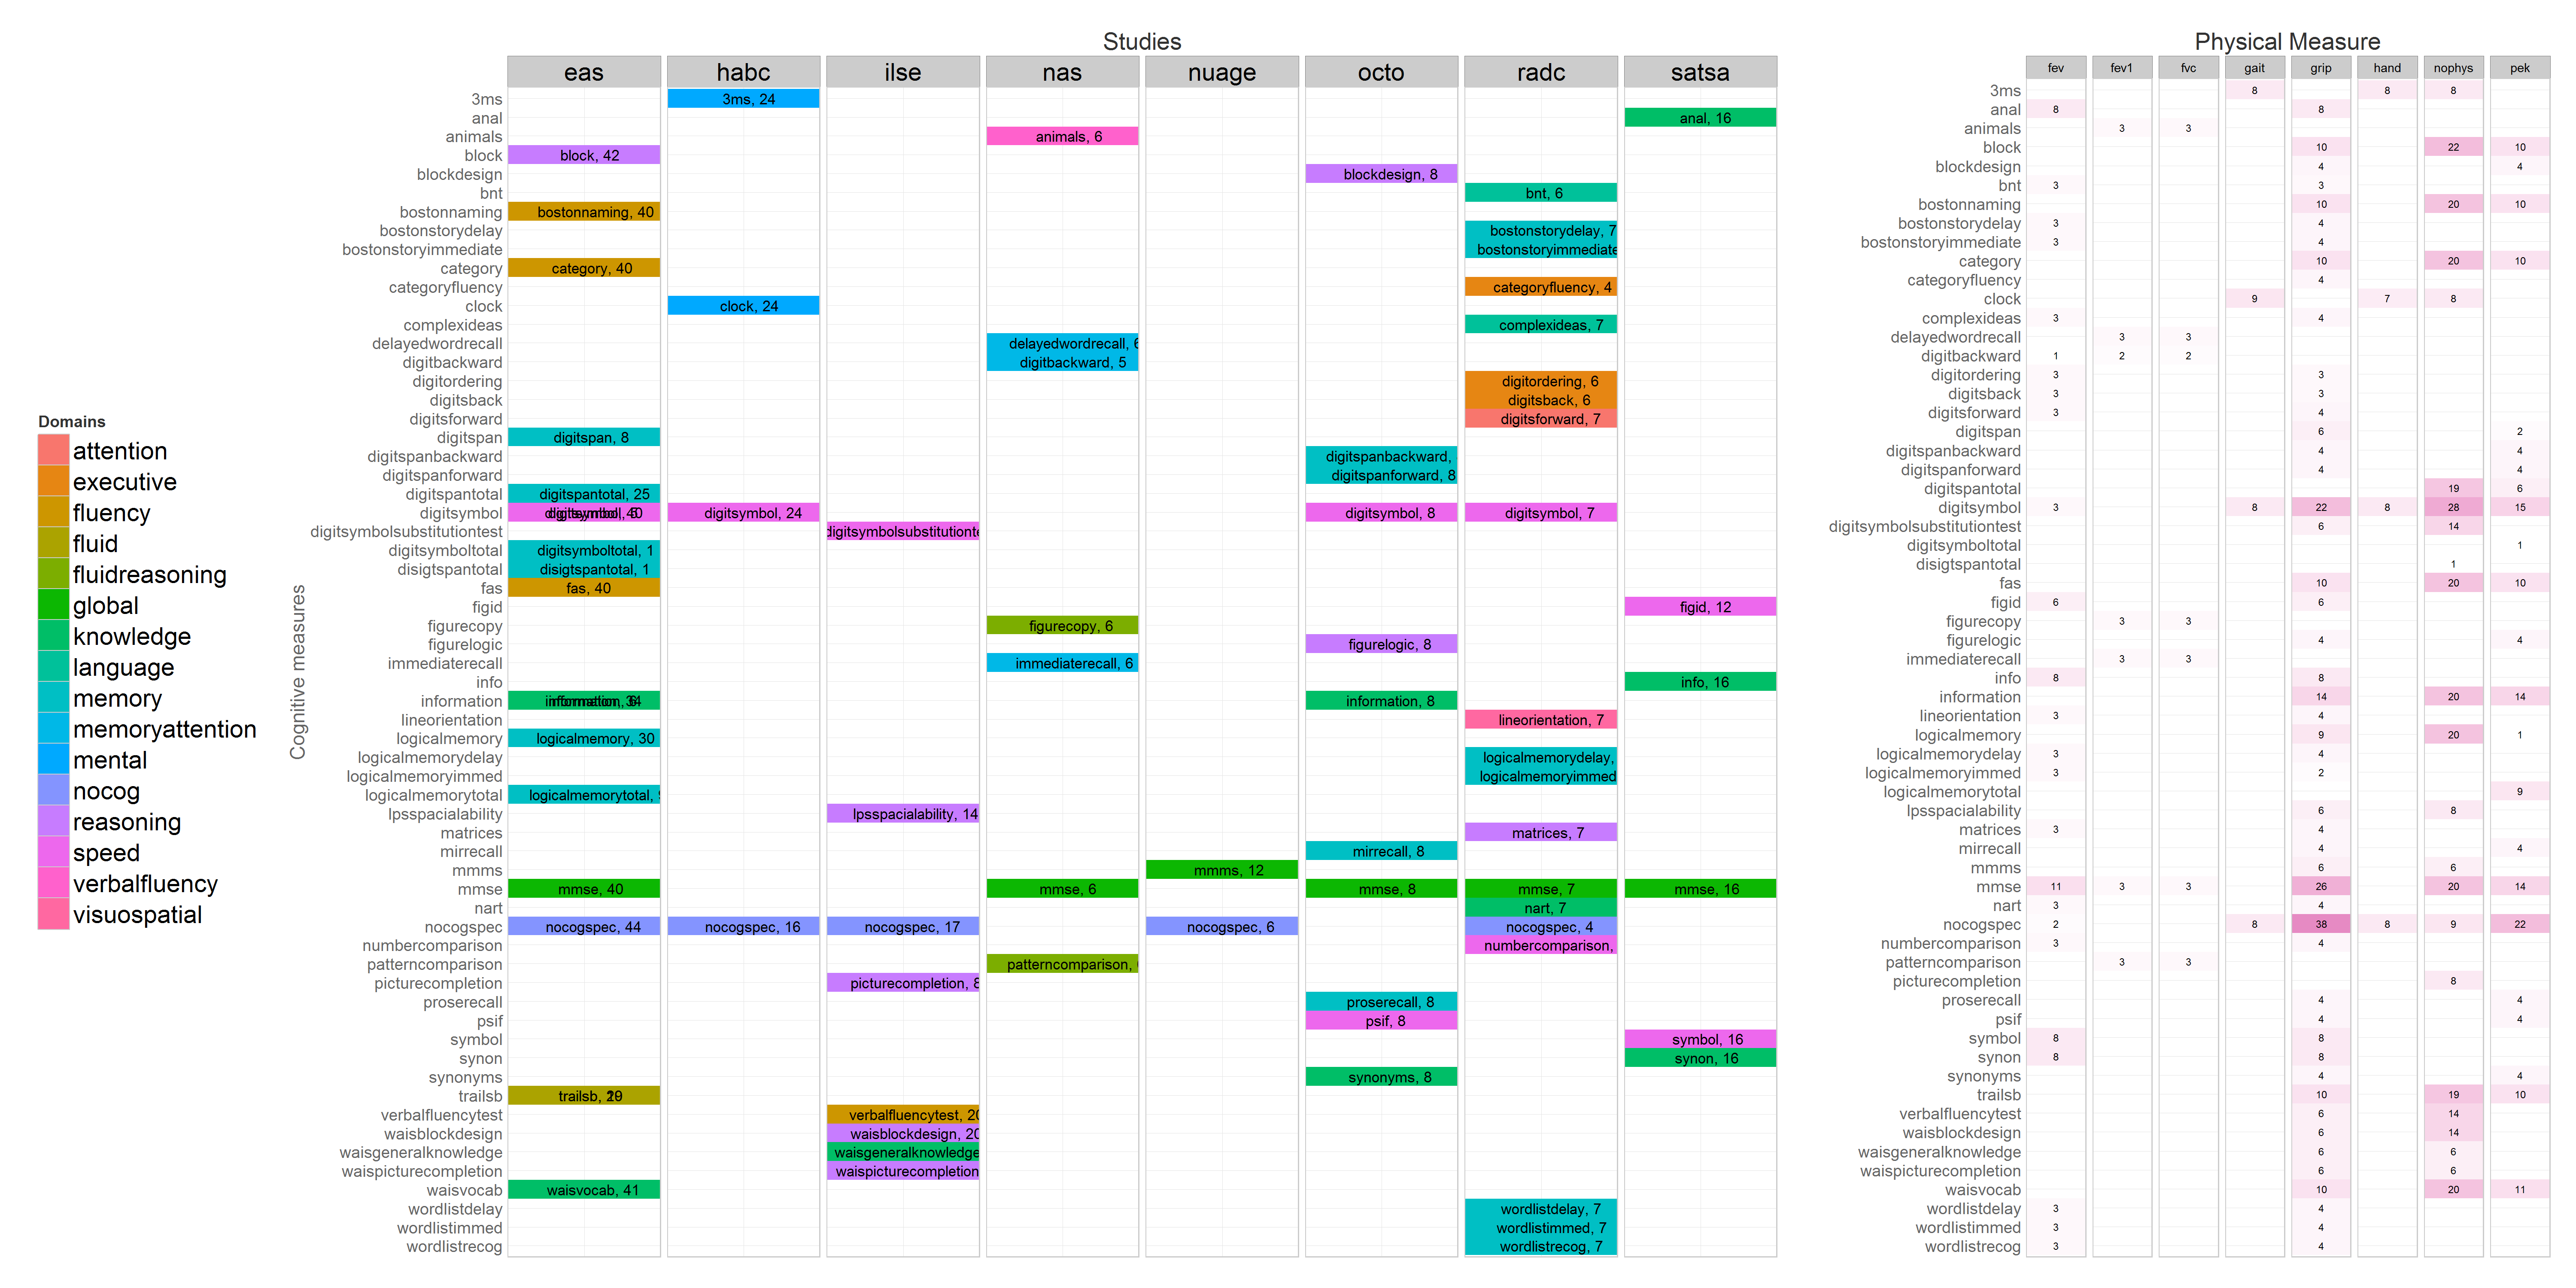 Studies
eas habc ilse nas nuage octo radc satsa
3ms 3ms, 24
anal anal, 16
animals animals, 6
block block, 42
blockdesign blockdesign, 8
bnt bnt, 6
bostonnaming bostonnaming, 40
bostonstorydelay bostonstorydelay, 7
bostonstoryimmediate bostonstoryimmediate
category category, 40
categoryfluency categoryfluency, 4
clock clock, 24
complexideas complexideas, 7
delayedwordrecall delayedwordrecall, 6
digitbackward digitbackward, 5
digitordering digitordering, 6
digitsback digitsback, 6
digitsforward digitsforward, 7
digitspan digitspan, 8
digitspanbackward digitspanbackward,
digitspanforward digitspanforward, 8
digitspantotal digitspantotal, 25
digitsymbol digitsymbol, 24 digitsymbol, 8 digitsymbol, 7
digitsymbolsubstitutiontest digitsymbolsubstitutionte
digitsymboltotal digitsymboltotal, 1
disigtspantotal disigtspantotal, 1
fas fas, 40
figid figid, 12
figurecopy figurecopy, 6
figurelogic figurelogic, 8
immediaterecall immediaterecall, 6
info info, 16
information information, 8
lineorientation lineorientation, 7
logicalmemory logicalmemory, 30
logicalmemorydelay logicalmemorydelay,
logicalmemoryimmed logicalmemoryimmed
logicalmemorytotal logicalmemorytotal,
lpsspacialability lpsspacialability, 14
matrices matrices, 7
mirrecall mirrecall, 8
mmms mmms, 12
mmse mmse, 40 mmse, 6 mmse, 8 mmse, 7 mmse, 16
nart nart, 7
nocogspec nocogspec, 44 nocogspec, 16 nocogspec, 17 nocogspec, 6 nocogspec, 4
numbercomparison numbercomparison,
patterncomparison patterncomparison,
picturecompletion picturecompletion, 8
proserecall proserecall, 8
psif psif, 8
symbol symbol, 16
synon synon, 16
synonyms synonyms, 8
trailsb trailsb,
verbalfluencytest verbalfluencytest, 20
waisblockdesign waisblockdesign, 20
waisgeneralknowledge waisgeneralknowledge
waispicturecompletion waispicturecompletion
waisvocab waisvocab, 41
wordlistdelay wordlistdelay, 7
wordlistimmed wordlistimmed, 7
wordlistrecog wordlistrecog, 7
Cognitive measures
Domains
attention
executive
fluency
fluid
fluidreasoning
global
knowledge
language
memory
memoryattention
mental
nocog
reasoning
speed
verbalfluency
visuospatial
Physical Measure
fev fev1 fvc gait grip hand nophys pek
3ms 8 8 8
anal 8 8
animals 3 3
block 10 22 10
blockdesign 4 4
bnt 3 3
bostonnaming 10 20 10
bostonstorydelay 3 4
bostonstoryimmediate 3 4
category 10 20 10
categoryfluency 4
clock 9 7 8
complexideas 3 4
delayedwordrecall 3 3
digitbackward 1 2 2
digitordering 3 3
digitsback 3 3
digitsforward 3 4
digitspan 6 2
digitspanbackward 4 4
digitspanforward 4 4
digitspantotal 19 6
digitsymbol 3 8 22 8 28 15
digitsymbolsubstitutiontest 6 14
digitsymboltotal 1
disigtspantotal 1
fas 10 20 10
figid 6 6
figurecopy 3 3
figurelogic 4 4
immediaterecall 3 3
info 8 8
information 14 20 14
lineorientation 3 4
logicalmemory 9 20 1
logicalmemorydelay 3 4
logicalmemoryimmed 3 2
logicalmemorytotal 9
lpsspacialability 6 8
matrices 3 4
mirrecall 4 4
mmms 6 6
mmse 11 3 3 26 20 14
nart 3 4
nocogspec 2 8 38 8 9 22
numbercomparison 3 4
patterncomparison 3 3
picturecompletion 8
proserecall 4 4
psif 4 4
symbol 8 8
synon 8 8
synonyms 4 4
trailsb 10 19 10
verbalfluencytest 6 14
waisblockdesign 6 14
waisgeneralknowledge 6 6
waispicturecompletion 6 6
waisvocab 10 20 11
wordlistdelay 3 4
wordlistimmed 3 4
wordlistrecog 3 4